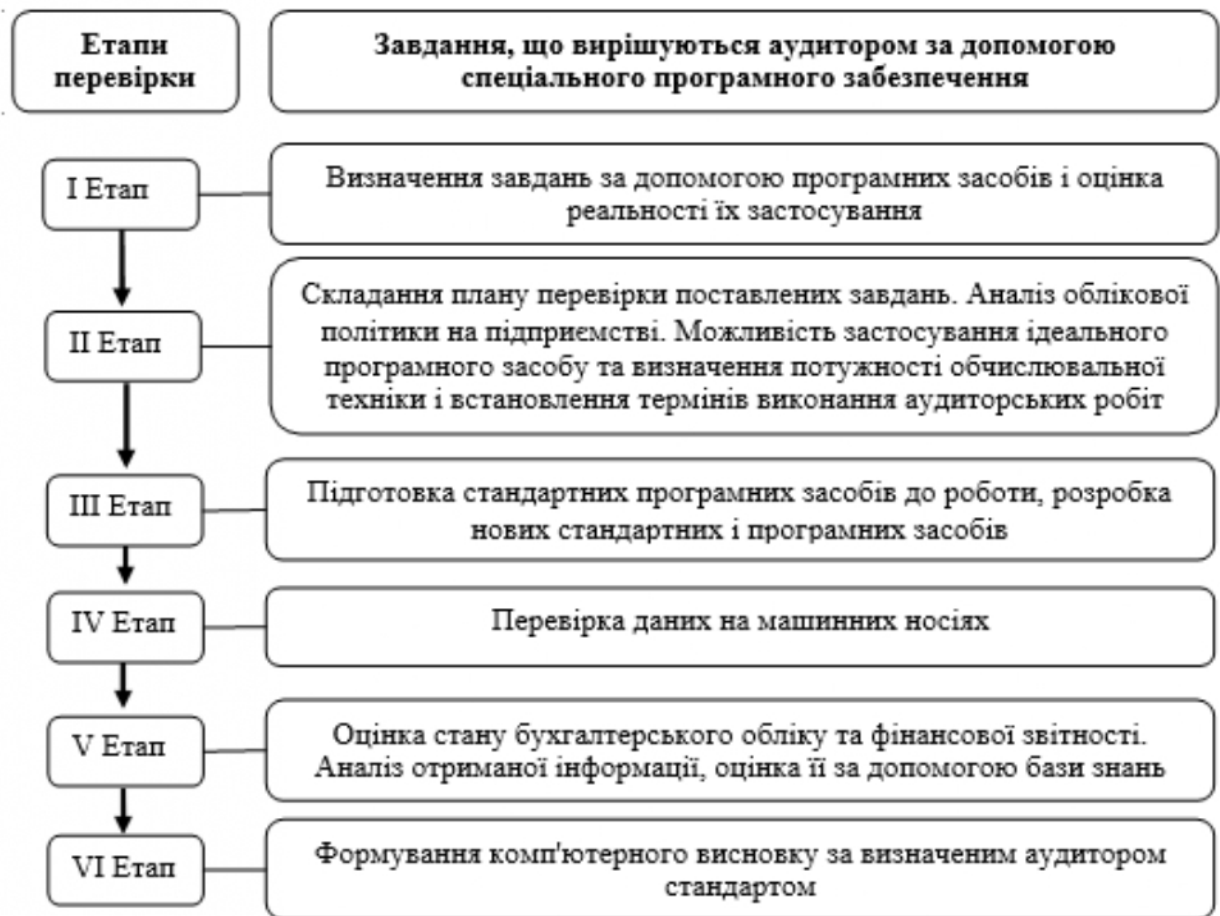 Етапи
перевірки
Завдання, що вирішуються аудитором за допомогою
спеціального програмного забезпечення
І Етап
Визначення завдань за допомогою програмних засобів і оцінка
реальності їх застосування
ІІ Етап
Складання плану перевірки поставлених завдань. Аналіз облікової
політики на підприємстві. Можливість застосування ідеального
програмного засобу та визначення потужності обчислювальної
техніки і встановлення термінів виконання аудиторських робіт
ІІІ Етап
Підготовка стандартних програмних засобів до роботи, розробка
нових стандартних і програмних засобів
IV Етап
Перевірка даних на машинних носіях
V Етап
Оцінка стану бухгалтерського обліку та фінансової звітності.
Аналіз отриманої інформації, оцінка її за допомогою бази знань
VI Етап
Формування комп'ютерного висновку за визначеним аудитором
стандартом